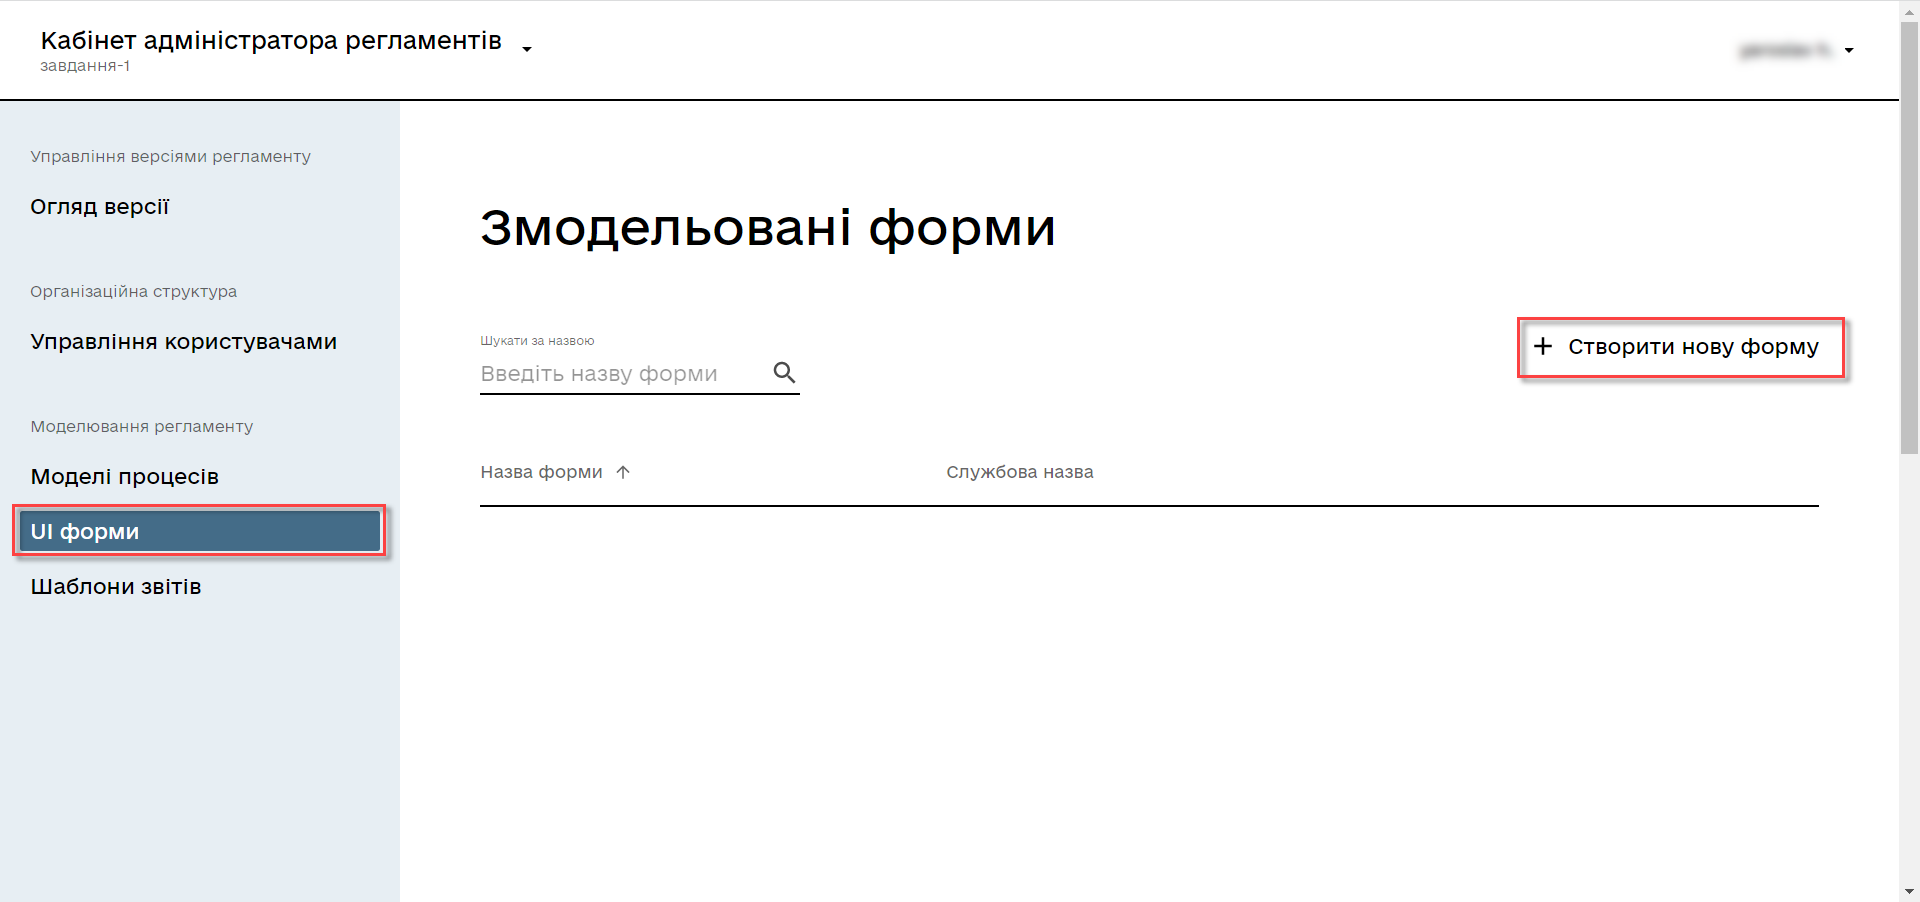 Кабінет адміністратора регламентів
завдання-1
Управління версіями регламенту
Огляд версії
Організаційна структура
Управління користувачами
Моделювання регламенту
Моделі процесів
UI форми
Шаблони звітів
Змодельовані форми
Шукати за назвою
Введіть назву форми
Створити нову форму
Назва форми
Службова назва